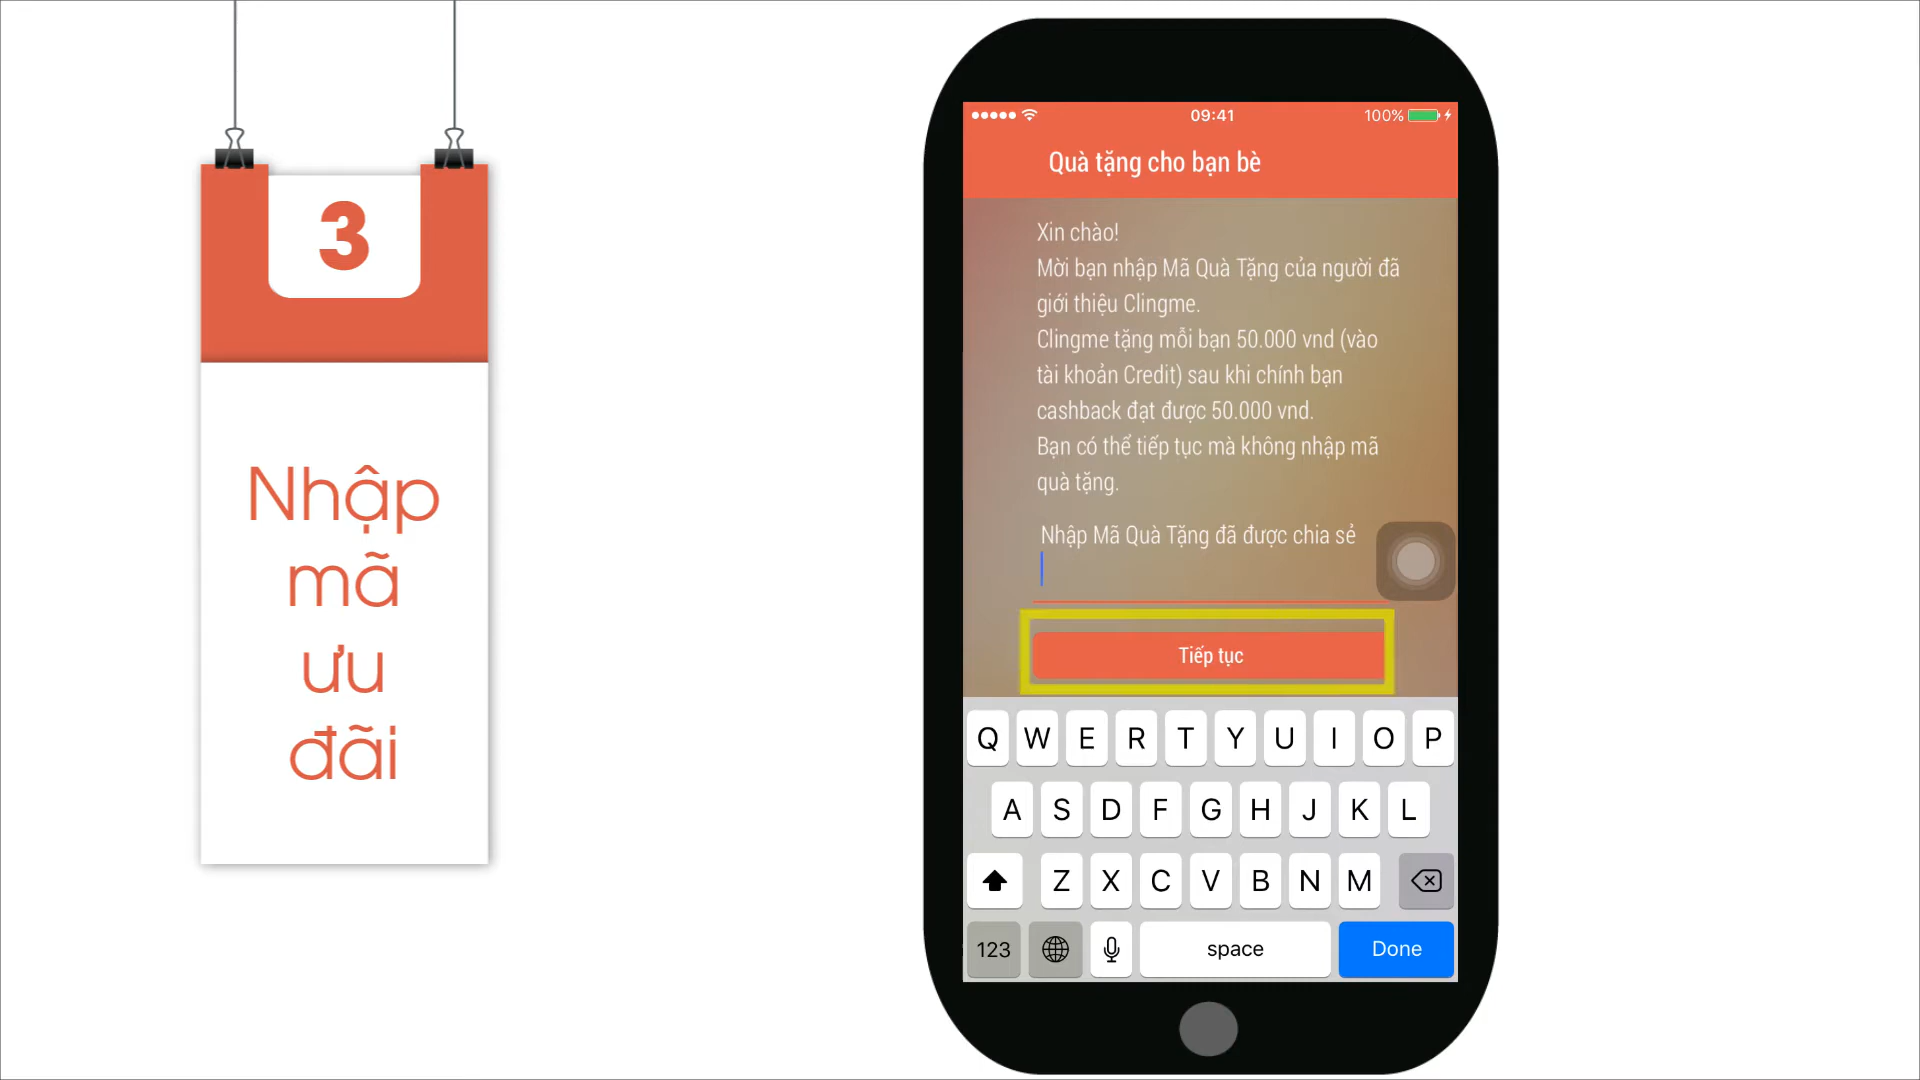 3
Nhập
mã
ưu
đãi
09:41
100%
Quà tặng cho bạn bè
Xin chào!
Mời bạn nhập Mã Quà Tặng của người đã
giới thiệu Clingme.
Clingme tặng mỗi bạn 50.000 vnd (vào
tài khoản Credit) sau khi chính bạn
cashback đạt được 50.000 vnd.
Bạn có thể tiếp tục mà không nhập mã
quà tặng.
Nhập Mã Quà Tặng đã được chia sẻ
Tiếp tục
Q W E R T Y U I O P
A S D F G H J K L
Z X C V B N M
123 space Done